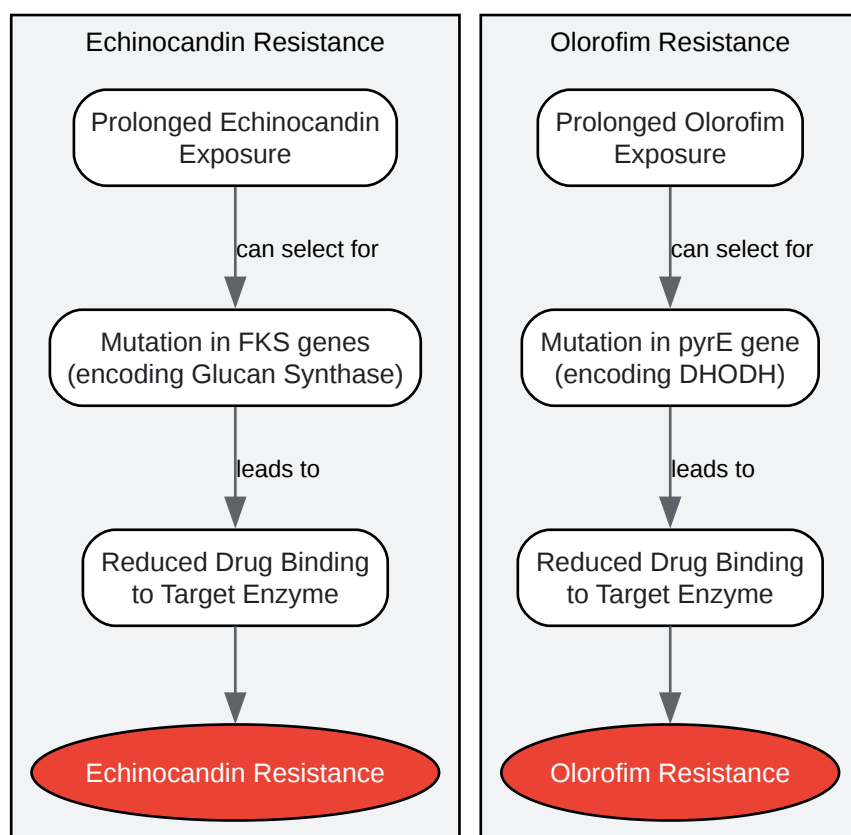 Echinocandin Resistance
Prolonged Echinocandin
Exposure
can select for
Mutation in FKS genes
(encoding Glucan Synthase)
leads to
Reduced Drug Binding
to Target Enzyme
Echinocandin Resistance
Olorofim Resistance
Prolonged Olorofim
Exposure
can select for
Mutation in pyrE gene
(encoding DHODH)
leads to
Reduced Drug Binding
to Target Enzyme
Olorofim Resistance